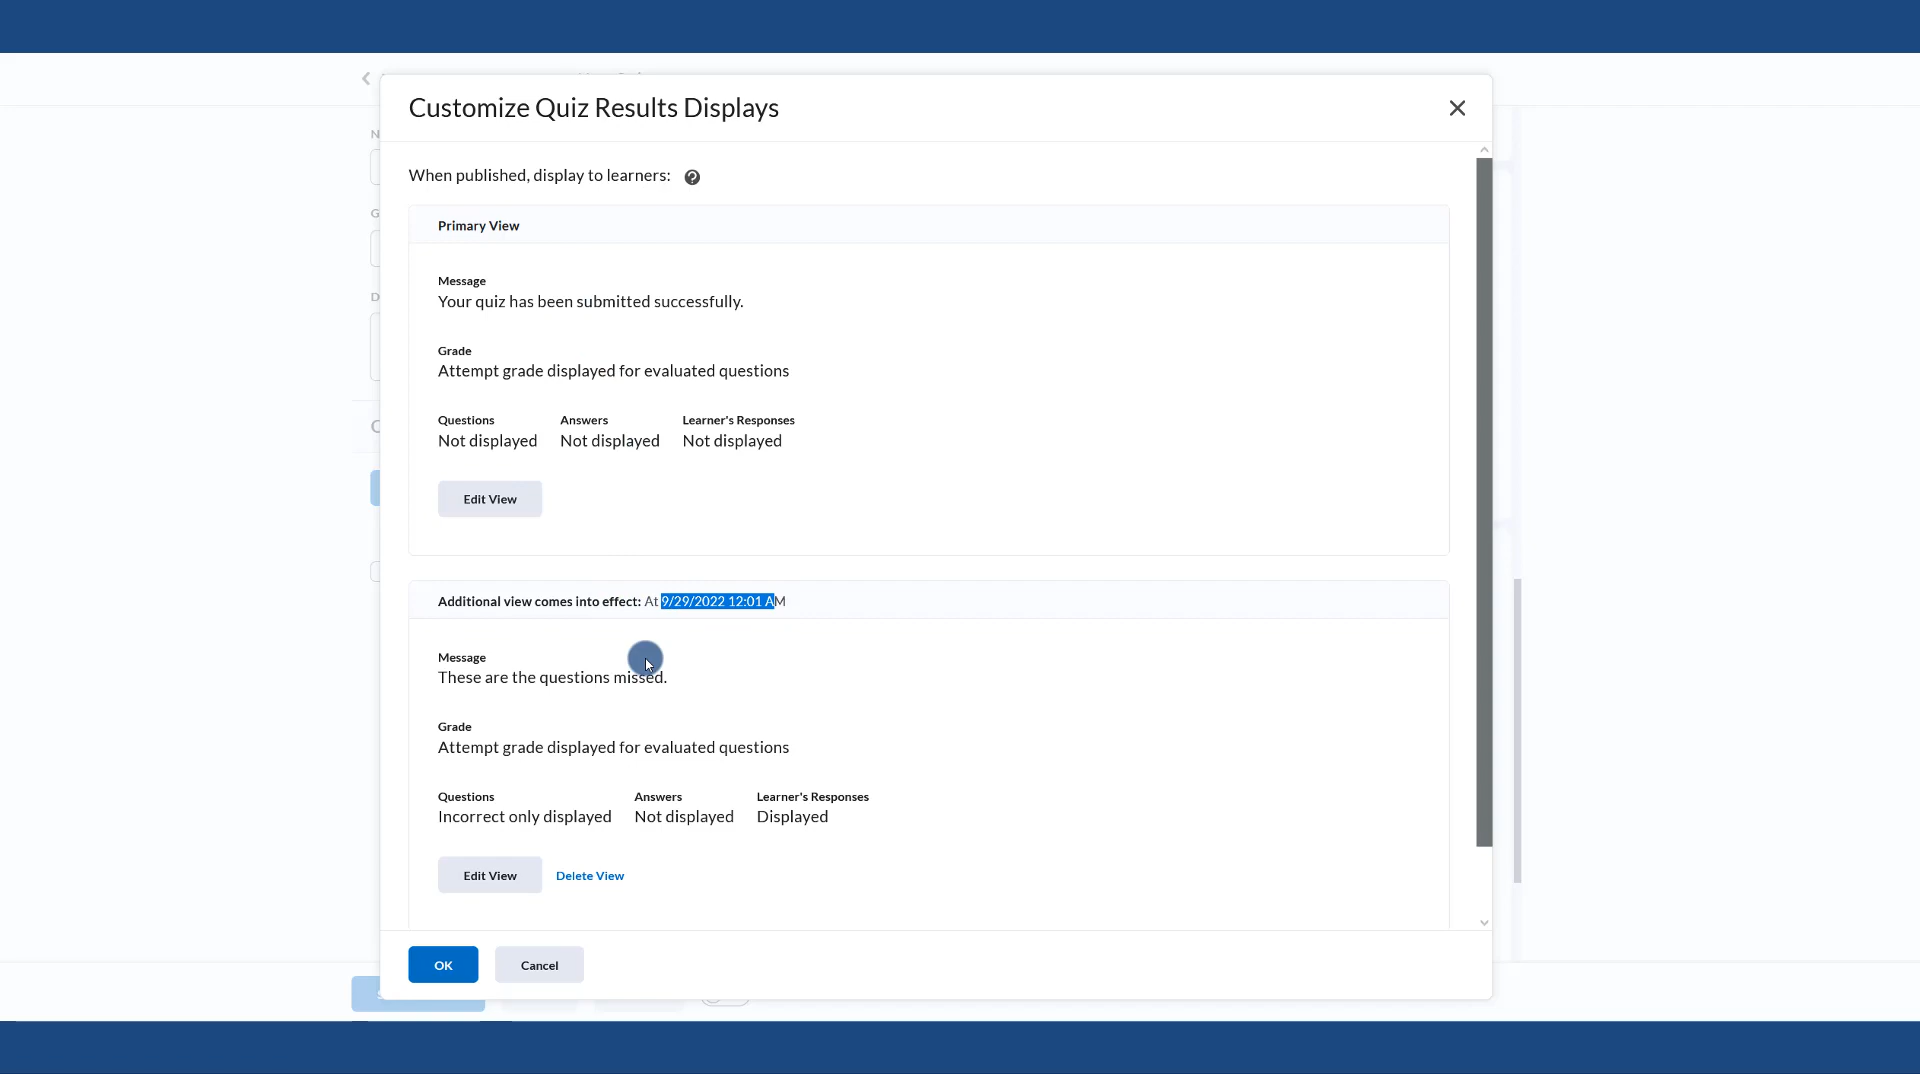 Customize Quiz Results Displays
When published, display to learners:
Primary View
Message
Your quiz has been submitted successfully.
Grade
Attempt grade displayed for evaluated questions
Questions Answers Learner's Responses
Not displayed Not displayed Not displayed
Edit View
Additional view comes into effect: At 9/29/2022 12:01 AM
Message
These are the questions missed.
Grade
Attempt grade displayed for evaluated questions
Questions Answers Learner's Responses
Incorrect only displayed Not displayed Displayed
Edit View Delete View
OK Cancel